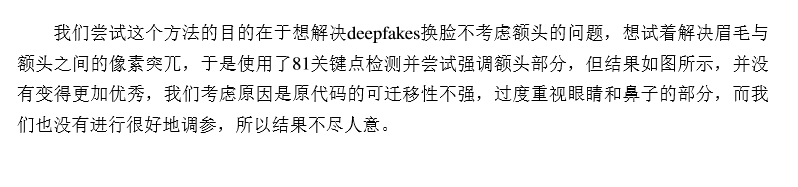 我们尝试这个方法的目的在于想解决deepfakes换脸不考虑额头的问题，想试着解决眉毛与
额头之间的像素突兀，于是使用了81关键点检测并尝试强调额头部分，但结果如图所示，并没
有变得更加优秀，我们考虑原因是原代码的可迁移性不强，过度重视眼睛和鼻子的部分，而我
们也没有进行很好地调参，所以结果不尽人意。